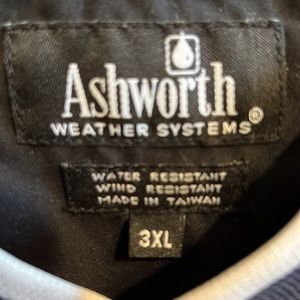 Ashworth®
WEATHER SYSTEMS
WATER RESISTANT
WIND RESISTANT
MADE IN TAIWAN
3XL